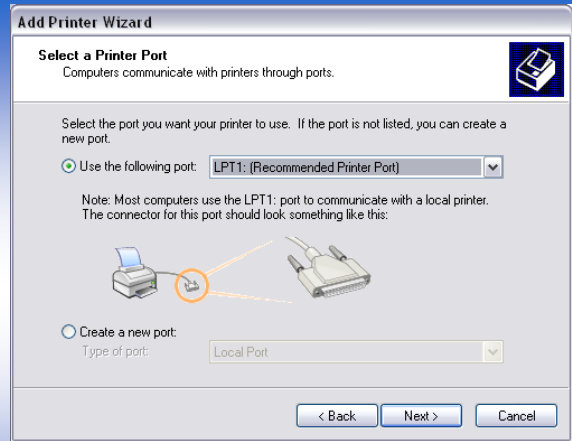 Add Printer Wizard
Select a Printer Port
Computers communicate with printers through ports.
Select the port you want your printer to use. If the port is not listed, you can create a
new port.
Use the following port:
LPT1: (Recommended Printer Port)
Note: Most computers use the LPT1: port to communicate with a local printer.
The connector for this port should look something like this:
Create a new port:
Type of port:
Local Port
< Back
Next >
Cancel